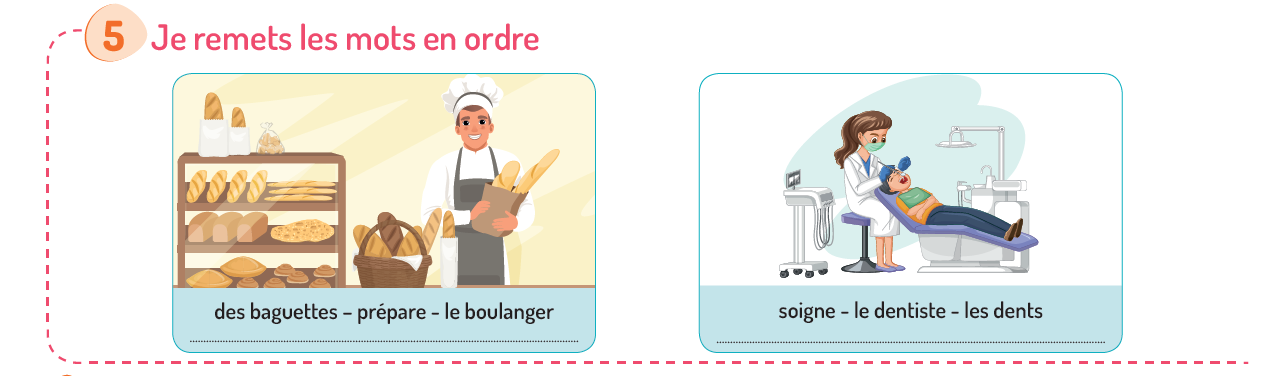 5 Je remets les mots en ordre
des baguettes – prépare - le boulanger
soigne - le dentiste - les dents